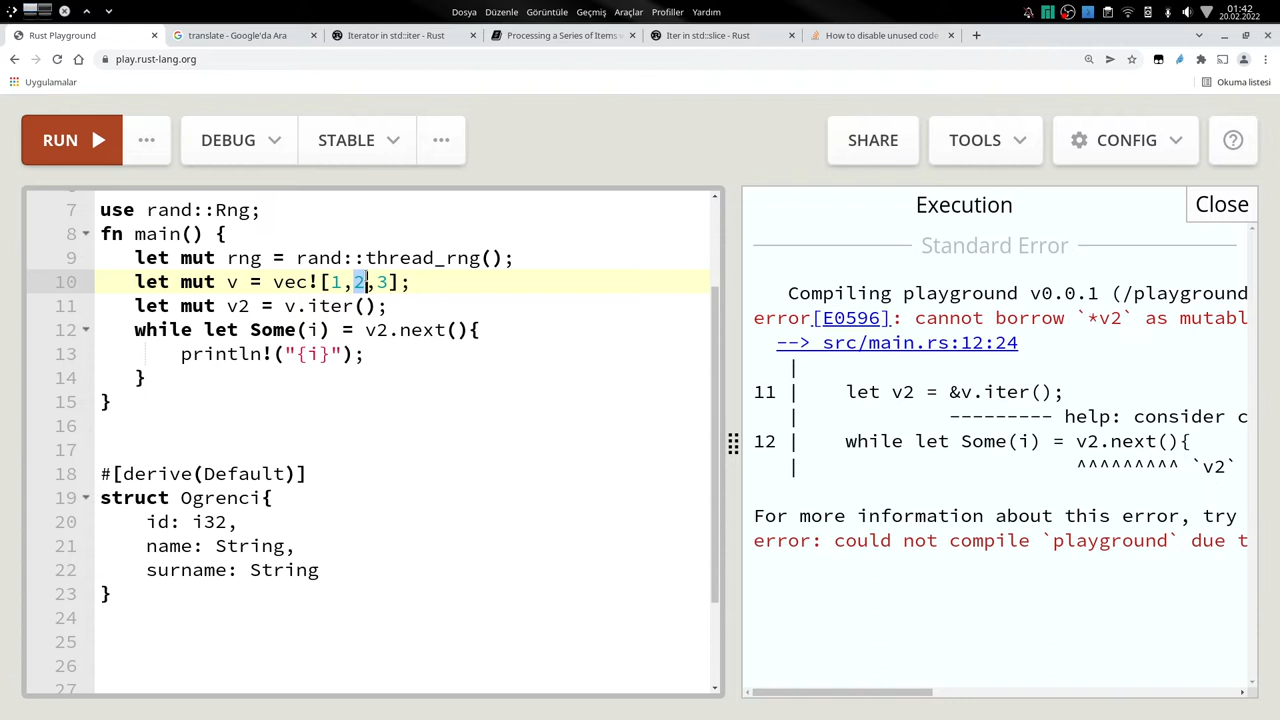 Dosya Düzenle Görüntüle Geçmiş Araçlar Profiller Yardım
01:42
20.02.2022
Rust Playground
translate - Google'da Ara
Iterator in std::iter - Rust
Processing a Series of Items v
Iter in std::slice - Rust
How to disable unused code
play.rust-lang.org
Uygulamalar
Okuma listesi
RUN
DEBUG
STABLE
SHARE
TOOLS
CONFIG
7 use rand::Rng;
8 fn main() {
9 let mut rng = rand::thread_rng();
10 let mut v = vec![1,2,3];
11 let mut v2 = v.iter();
12 while let Some(i) = v2.next(){
13 println!("{i}");
14 }
15 }
16
17
18 #[derive(Default)]
19 struct Ogrenci{
20 id: i32,
21 name: String,
22 surname: String
23 }
24
25
26
27
Execution
Close
Standard Error
Compiling playground v0.0.1 (/playground
error[E0596]: cannot borrow `*v2` as mutabl
--> src/main.rs:12:24
|
11 | let v2 = &v.iter();
| --------- help: consider c
12 | while let Some(i) = v2.next(){
| ^^^^^^^^^ `v2`
For more information about this error, try
error: could not compile `playground` due t